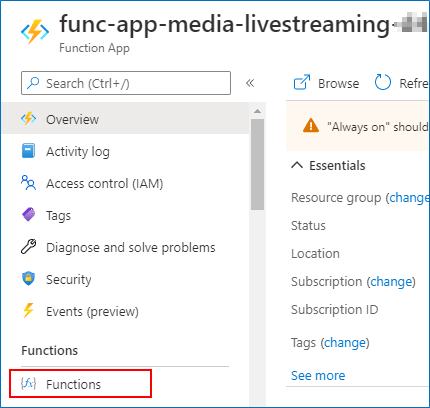 func-app-media-livestreaming-
Function App
Search (Ctrl+/)
«
Browse
Refre
Overview
Activity log
Access control (IAM)
Tags
Diagnose and solve problems
Security
Events (preview)
Functions
Functions
"Always on" shoul
Essentials
Resource group (change)
Status
Location
Subscription (change)
Subscription ID
Tags (change)
See more